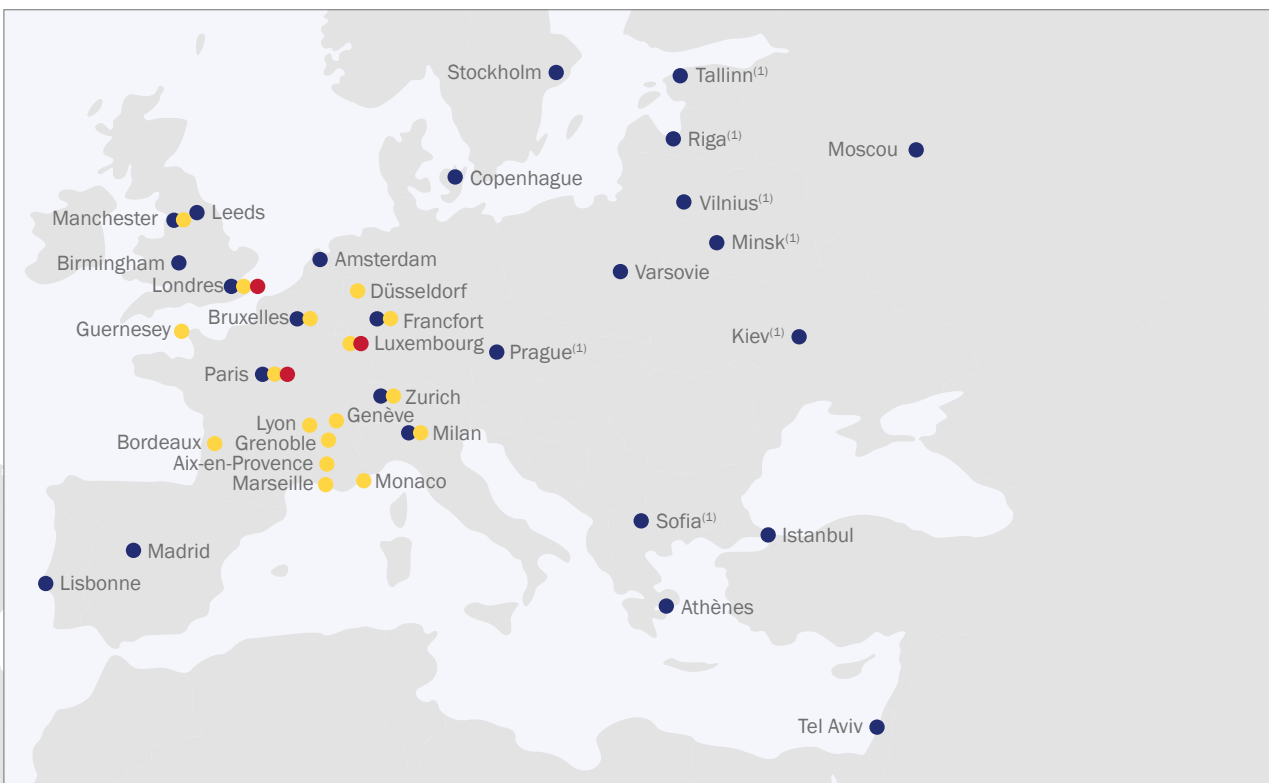 Stockholm
Tallinn(1)
Riga(1)
Moscou
Copenhague
Vilnius(1)
Manchester
Leeds
Minsk(1)
Birmingham
Amsterdam
Varsovie
Londres
Düsseldorf
Bruxelles
Francfort
Guernesey
Luxembourg
Kiev(1)
Prague(1)
Paris
Zurich
Genève
Lyon
Milan
Bordeaux
Grenoble
Aix-en-Provence
Marseille
Monaco
Sofia(1)
Istanbul
Madrid
Lisbonne
Athènes
Tel Aviv